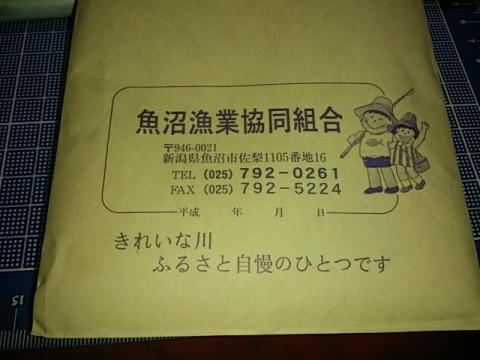 魚沼漁業協同組合
〒946-0021
新潟県魚沼市佐梨1105番地16
TEL (025) 792-0261
FAX (025) 792-5224
平成 年 月 日
きれいな川
ふるさと自慢のひとつです
15